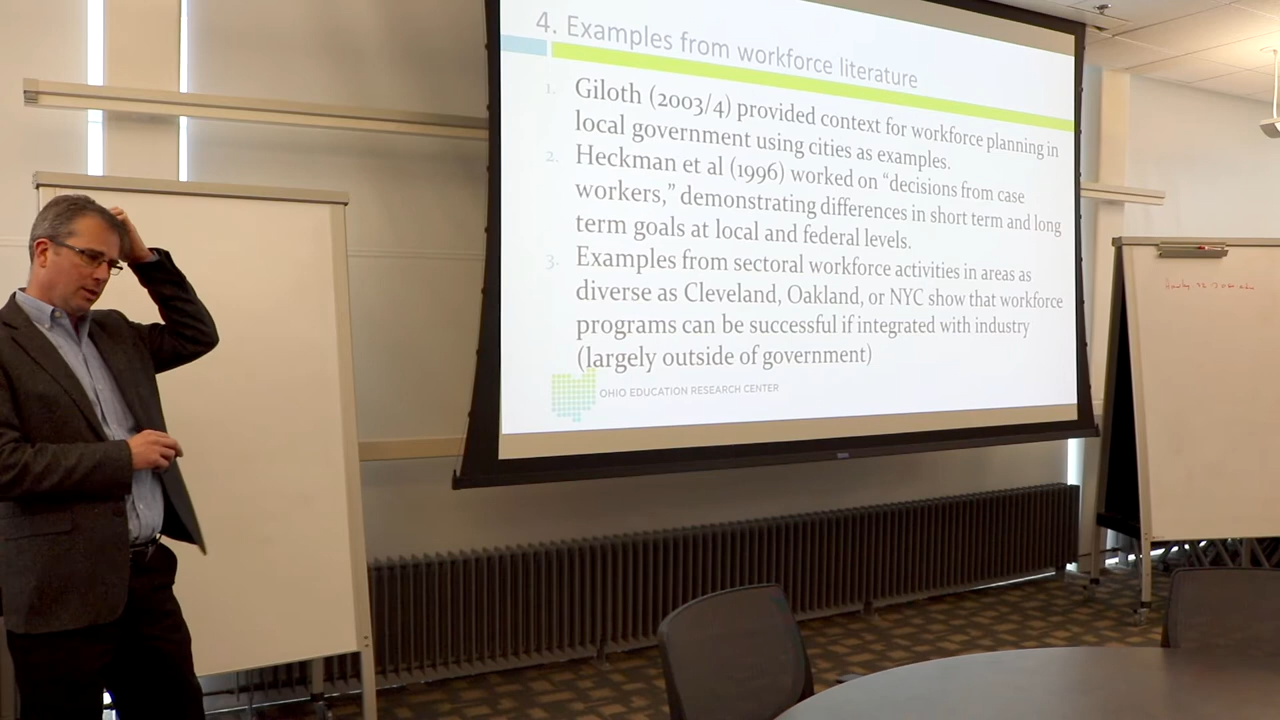 4. Examples from workforce literature
1. Giloth (2003/4) provided context for workforce planning in
local government using cities as examples.
2. Heckman et al (1996) worked on “decisions from case
workers,” demonstrating differences in short term and long
term goals at local and federal levels.
3. Examples from sectoral workforce activities in areas as
diverse as Cleveland, Oakland, or NYC show that workforce
programs can be successful if integrated with industry
(largely outside of government)
OHIO EDUCATION RESEARCH CENTER